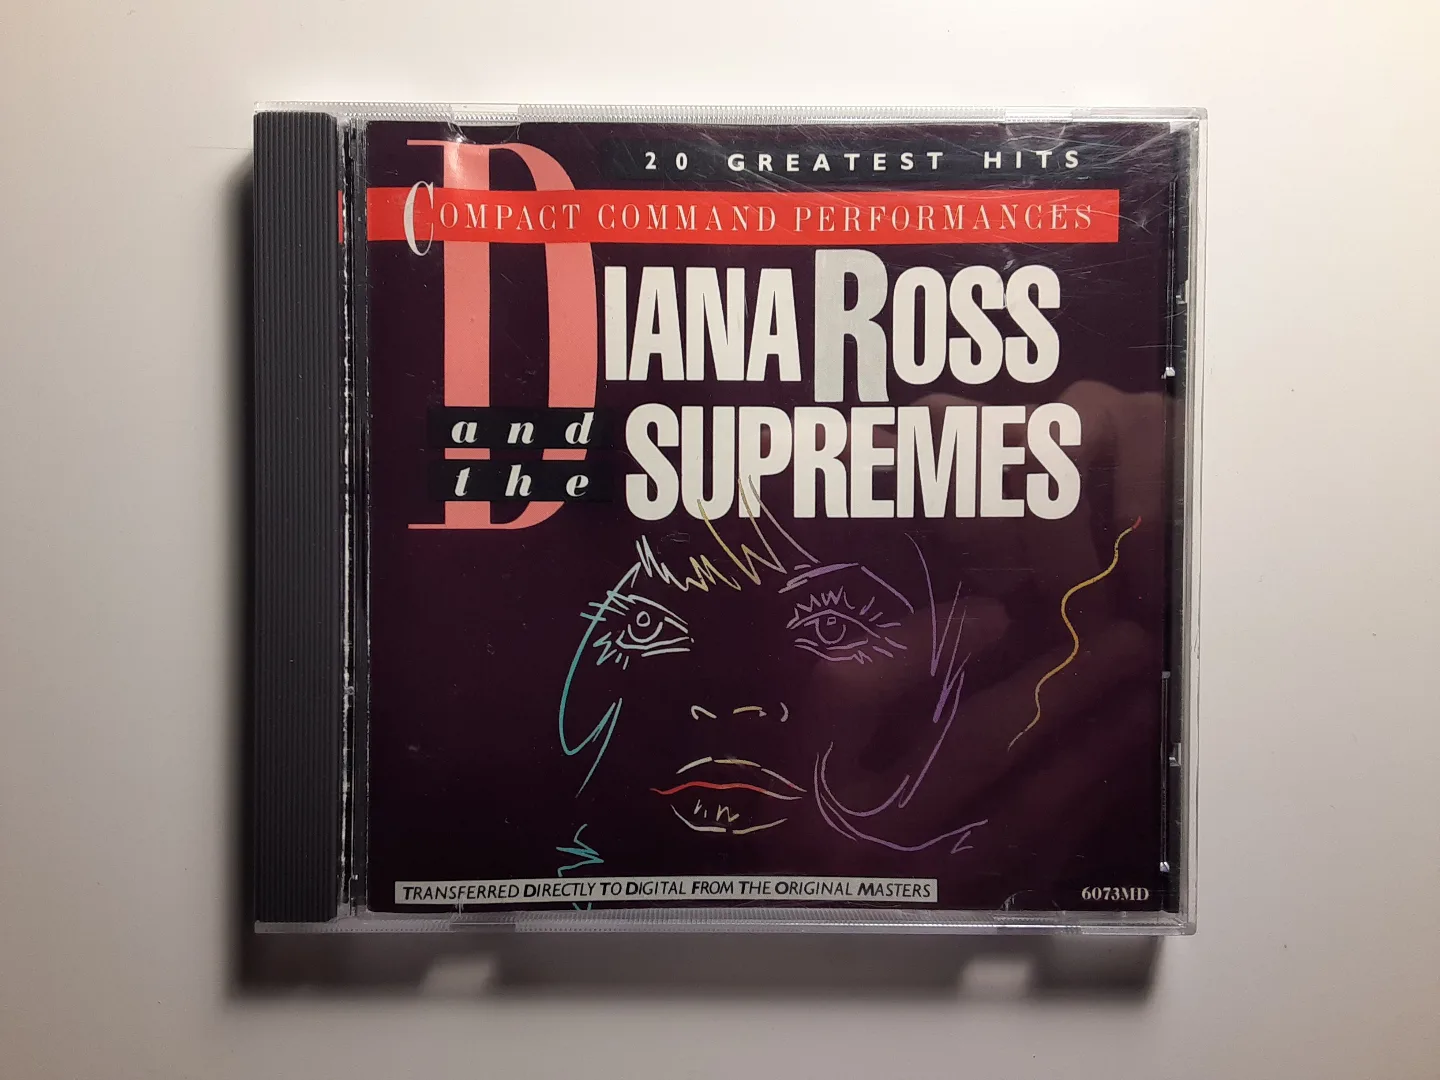 20 GREATEST HITS
COMPACT COMMAND PERFORMANCES
DIANA ROSS
and the
SUPREMES
TRANSFERRED DIRECTLY TO DIGITAL FROM THE ORIGINAL MASTERS
6073MD